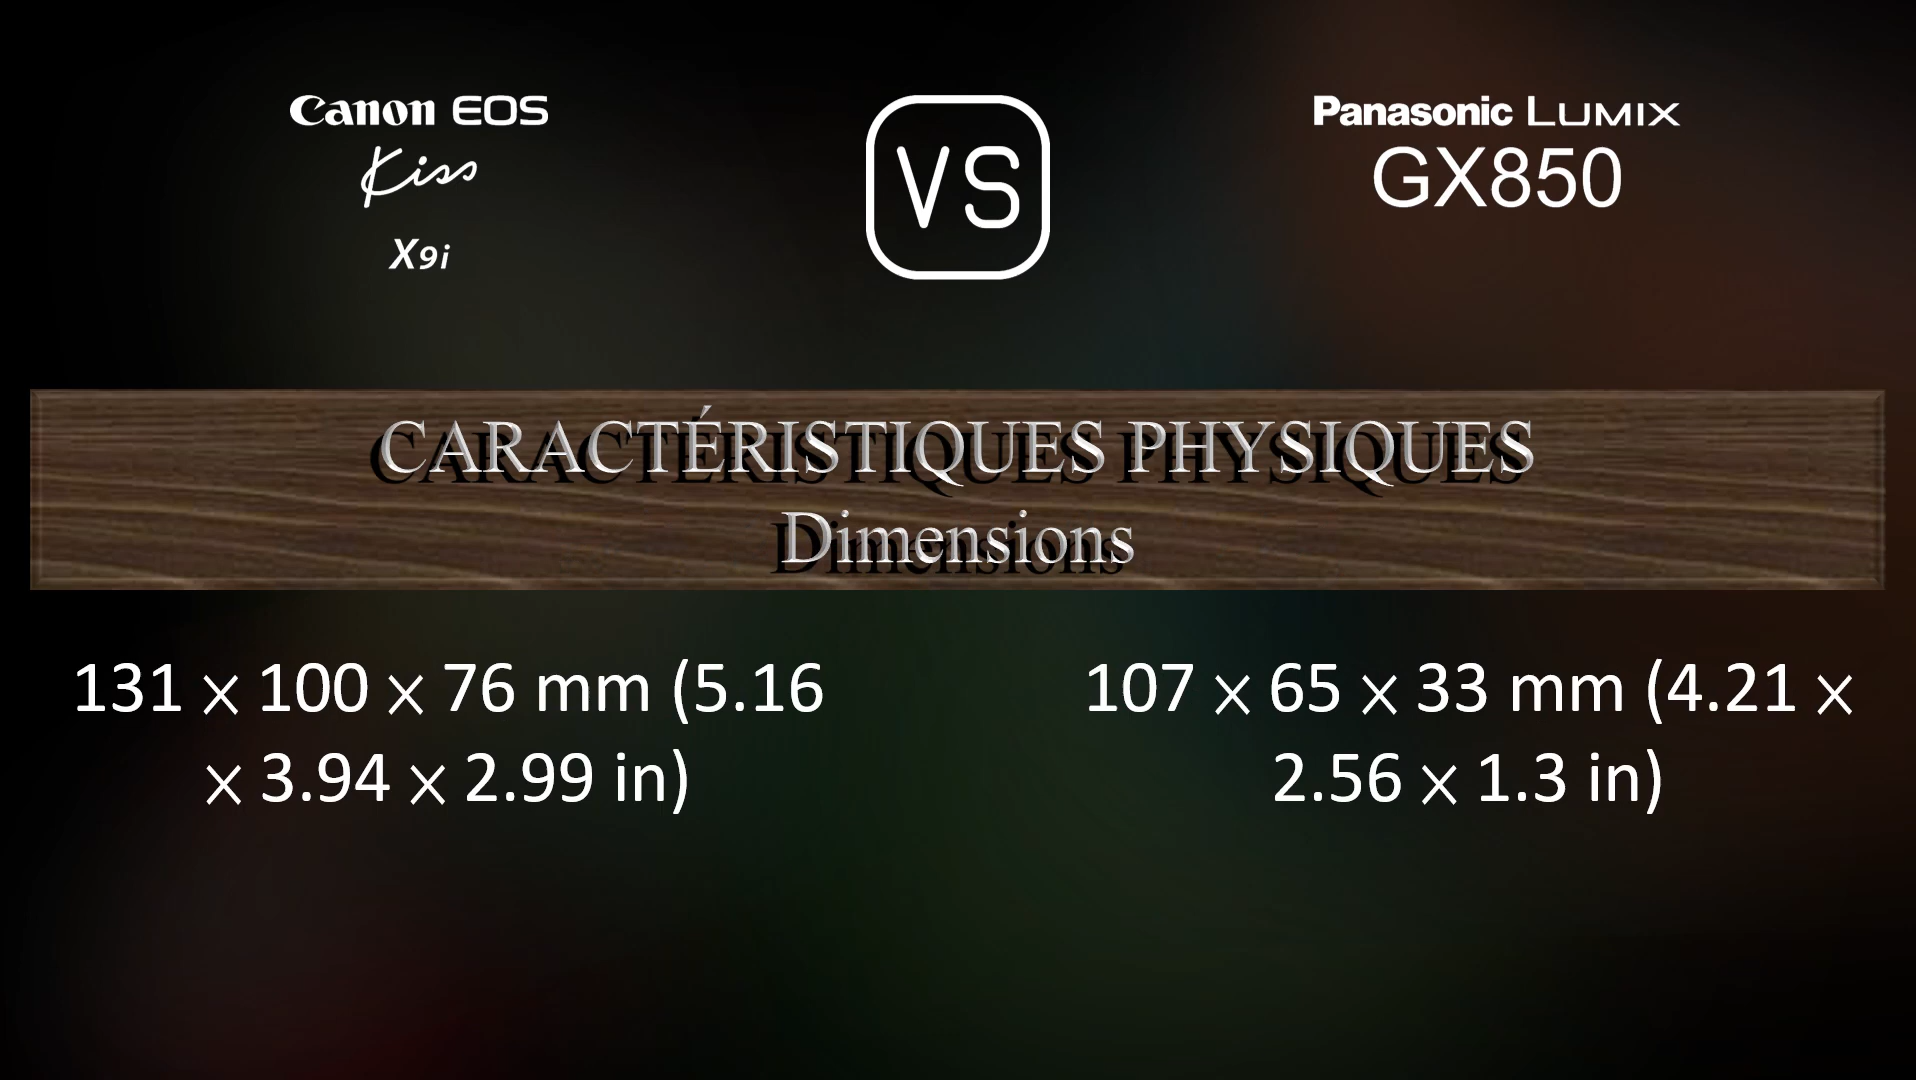 Canon EOS
Kiss
X9i
VS
Panasonic LUMIX
GX850
CARACTÉRISTIQUES PHYSIQUES
Dimensions
131 x 100 x 76 mm (5.16
x 3.94 x 2.99 in)
107 x 65 x 33 mm (4.21 x
2.56 x 1.3 in)